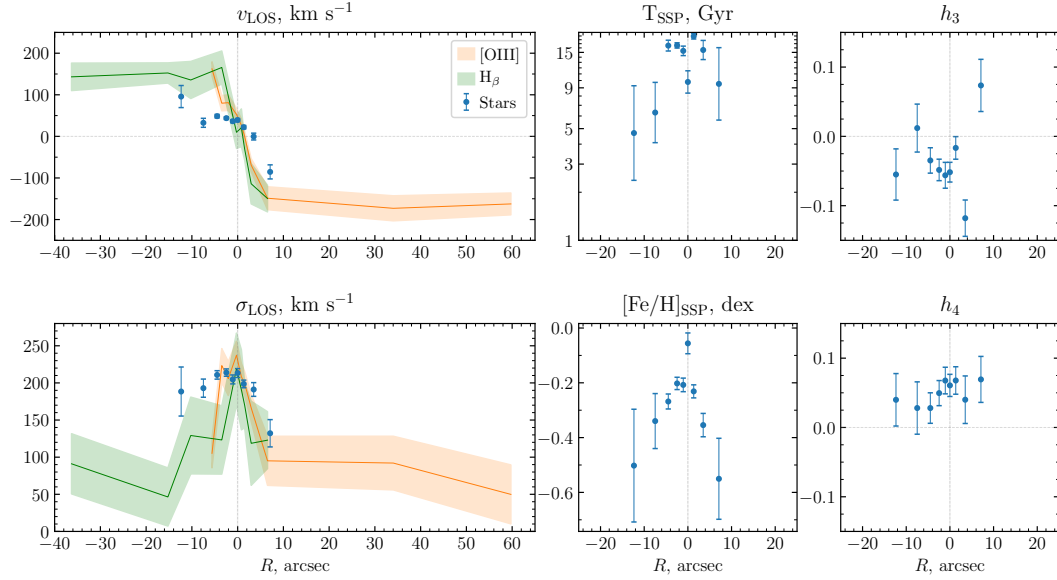 v_LOS, km s⁻¹
200
100
0
−100
−200
−40 −30 −20 −10 0 10 20 30 40 50 60
[OIII]
H_β
Stars
T_SSP, Gyr
15
9
5
3
1
−20 −10 0 10 20
h_3
0.1
0.0
−0.1
−20 −10 0 10 20
σ_LOS, km s⁻¹
250
200
150
100
50
0
−40 −30 −20 −10 0 10 20 30 40 50 60
R, arcsec
[Fe/H]_SSP, dex
0.0
−0.2
−0.4
−0.6
−20 −10 0 10 20
R, arcsec
h_4
0.1
0.0
−0.1
−20 −10 0 10 20
R, arcsec